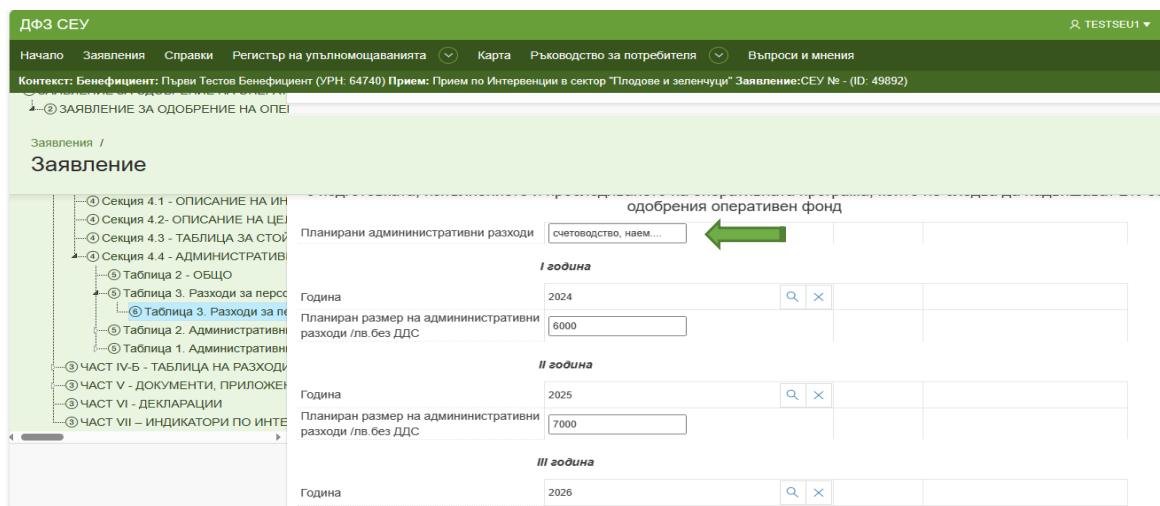 ДФЗ СЕУ
TESTSEU1
Начало Заявления Справки Регистър на упълномощаванията Карта Ръководство за потребителя Въпроси и мнения
Контекст: Бенефициент: Първи Тестов Бенефициент (УРН: 64740) Прием: Прием по Интервенции в сектор "Плодове и зеленчуци" Заявление:СЕУ № - (ID: 49892)
2 ЗАЯВЛЕНИЕ ЗА ОДОБРЕНИЕ НА ОПЕ
Заявления /
Заявление
4 Секция 4.1 - ОПИСАНИЕ НА ИН
4 Секция 4.2- ОПИСАНИЕ НА ЦЕЛ
4 Секция 4.3 - ТАБЛИЦА ЗА СТОЙ
4 Секция 4.4 - АДМИНИСТРАТИВ
5 Таблица 2 - ОБЩО
5 Таблица 3. Разходи за персо
6 Таблица 3. Разходи за пе
5 Таблица 2. Административн
5 Таблица 1. Административн
3 ЧАСТ IV-Б - ТАБЛИЦА НА РАЗХОДИ
3 ЧАСТ V - ДОКУМЕНТИ, ПРИЛОЖЕН
3 ЧАСТ VI - ДЕКЛАРАЦИИ
3 ЧАСТ VII – ИНДИКАТОРИ ПО ИНТЕ
одобрения оперативен фонд
Планирани админинистративни разходи счетоводство, наем....
I година
Година 2024
Планиран размер на админинистративни
разходи /лв.без ДДС 6000
II година
Година 2025
Планиран размер на админинистративни
разходи /лв.без ДДС 7000
III година
Година 2026